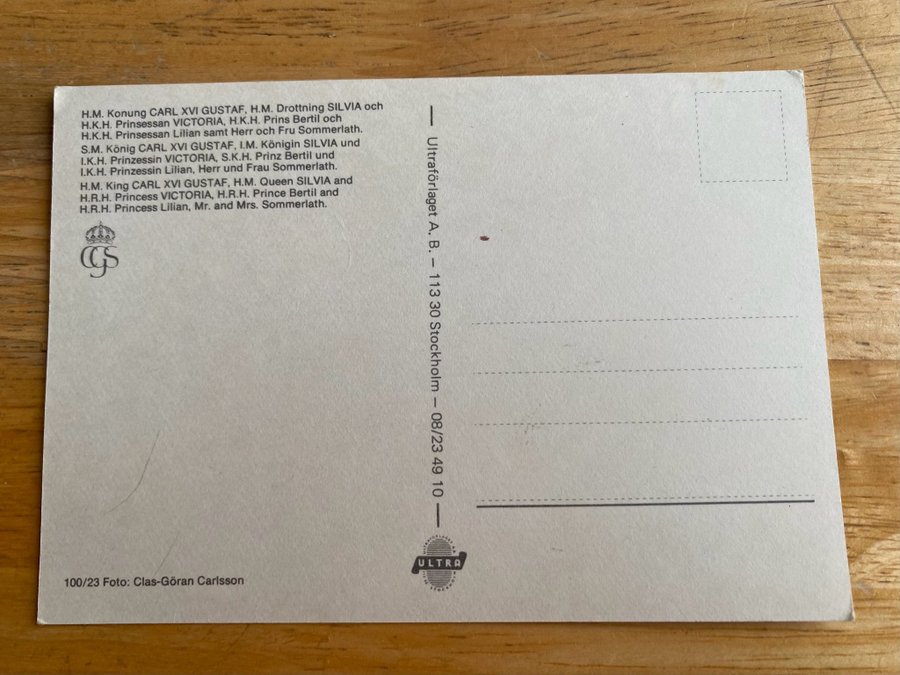 H.M. Konung CARL XVI GUSTAF, H.M. Drottning SILVIA och
H.K.H. Prinsessan VICTORIA, H.K.H. Prins Bertil och
H.K.H. Prinsessan Lilian samt Herr och Fru Sommerlath.
S.M. König CARL XVI GUSTAF, I.M. Königin SILVIA und
I.K.H. Prinzessin VICTORIA, S.K.H. Prinz Bertil und
I.K.H. Prinzessin Lilian, Herr und Frau Sommerlath.
H.M. King CARL XVI GUSTAF, H.M. Queen SILVIA and
H.R.H. Princess VICTORIA, H.R.H. Prince Bertil and
H.R.H. Princess Lilian, Mr. and Mrs. Sommerlath.
CGS
100/23 Foto: Clas-Göran Carlsson
Ultraförlaget A. B. – 113 30 Stockholm – 08/23 49 10
ULTRA